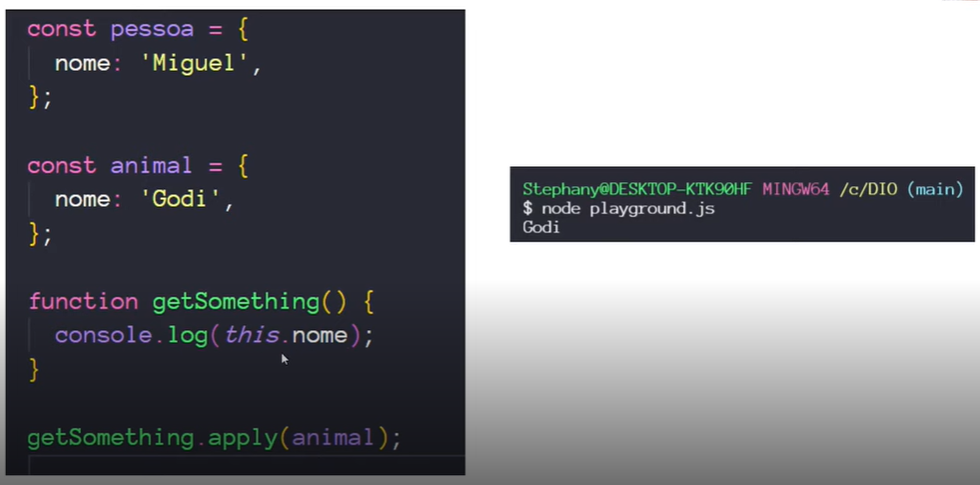 const pessoa = {
  nome: 'Miguel',
};
const animal = {
  nome: 'Godi',
};
function getSomething() {
  console.log(this.nome);
}
getSomething.apply(animal);
Stephany@DESKTOP-KTK90HF MINGW64 /c/DIO (main)
$ node playground.js
Godi